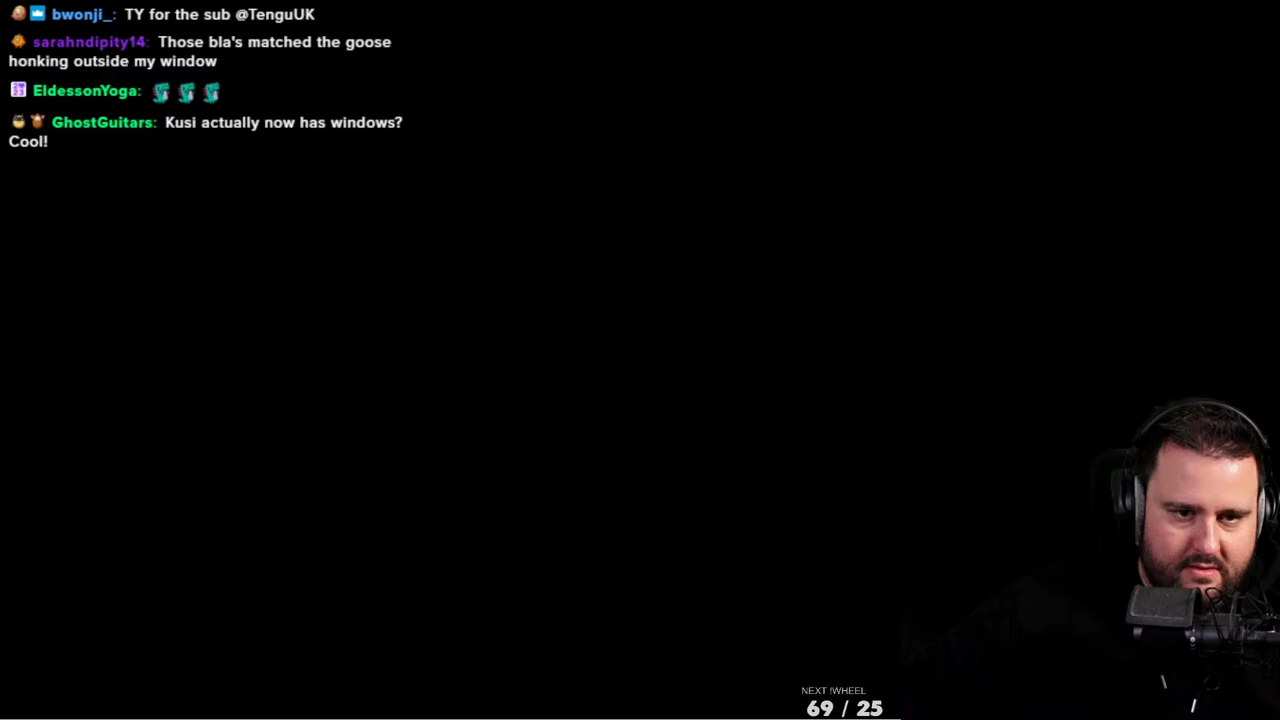 bwonji_: TY for the sub @TenguUK
sarahndipity14: Those bla's matched the goose
honking outside my window
EldessonYoga:
GhostGuitars: Kusi actually now has windows?
Cool!
NEXT !WHEEL
69 / 25